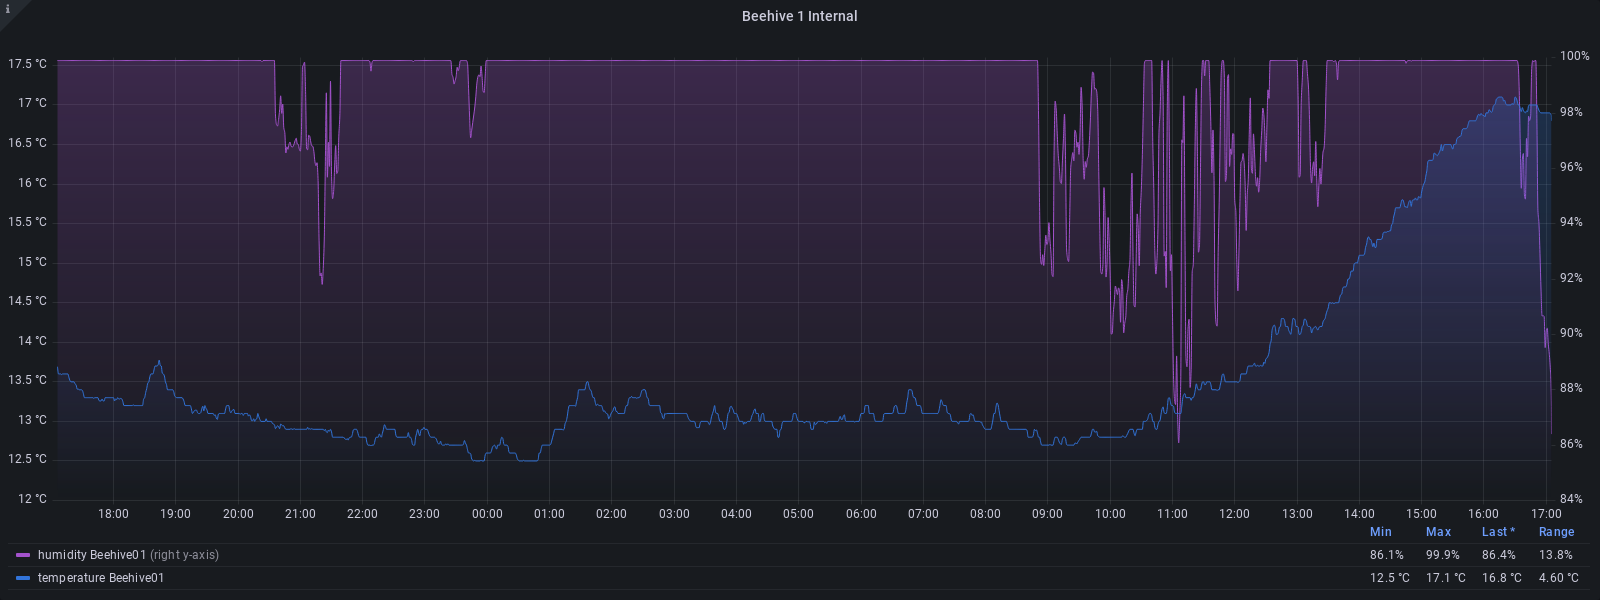 i
Beehive 1 Internal
17.5 °C
17 °C
16.5 °C
16 °C
15.5 °C
15 °C
14.5 °C
14 °C
13.5 °C
13 °C
12.5 °C
12 °C
100%
98%
96%
94%
92%
90%
88%
86%
84%
18:00 19:00 20:00 21:00 22:00 23:00 00:00 01:00 02:00 03:00 04:00 05:00 06:00 07:00 08:00 09:00 10:00 11:00 12:00 13:00 14:00 15:00 16:00 17:00
Min Max Last * Range
humidity Beehive01 (right y-axis) 86.1% 99.9% 86.4% 13.8%
temperature Beehive01 12.5 °C 17.1 °C 16.8 °C 4.60 °C